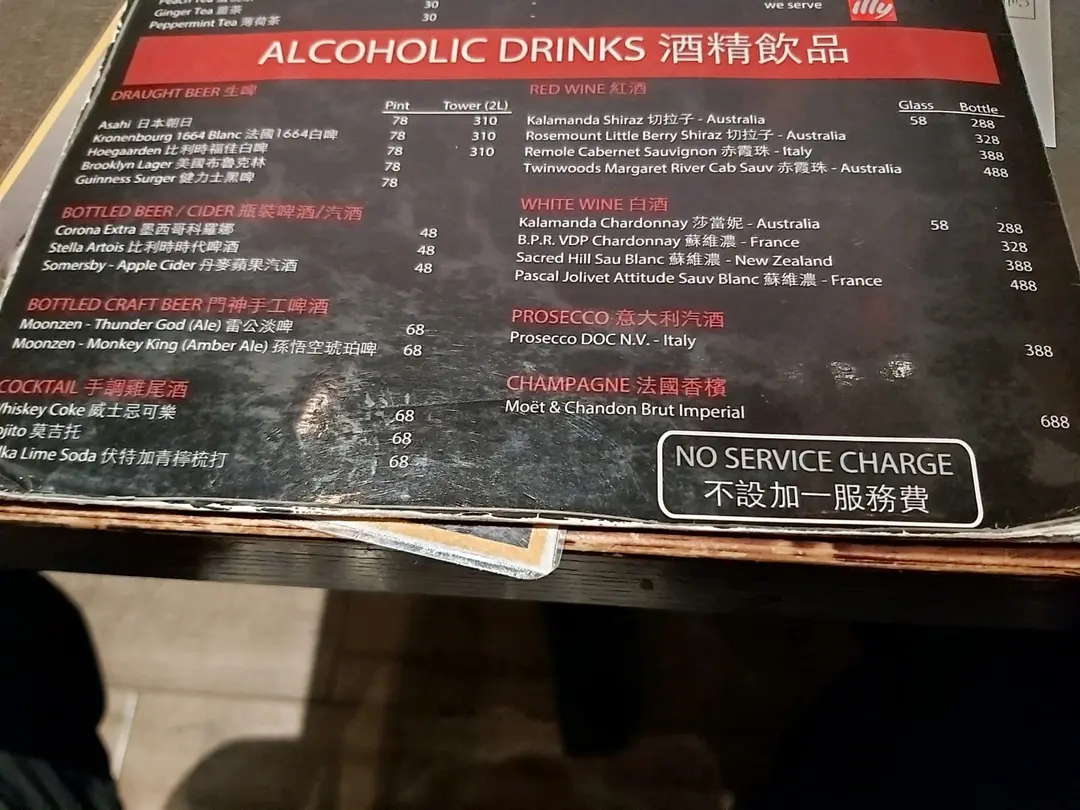 Ginger Tea 薑茶 30
Peppermint Tea 薄荷茶 30
we serve illy
ALCOHOLIC DRINKS 酒精飲品
DRAUGHT BEER 生啤
Pint Tower (2L)
Asahi 日本朝日 78 310
Kronenbourg 1664 Blanc 法國1664白啤 78 310
Hoegaarden 比利時福佳白啤 78 310
Brooklyn Lager 美國布魯克林 78
Guinness Surger 健力士黑啤 78
BOTTLED BEER / CIDER 瓶裝啤酒/汽酒
Corona Extra 墨西哥科羅娜 48
Stella Artois 比利時時代啤酒 48
Somersby - Apple Cider 丹麥蘋果汽酒 48
BOTTLED CRAFT BEER 門神手工啤酒
Moonzen - Thunder God (Ale) 雷公淡啤 68
Moonzen - Monkey King (Amber Ale) 孫悟空琥珀啤 68
COCKTAIL 手調雞尾酒
Whiskey Coke 威士忌可樂 68
ojito 莫吉托 68
ka Lime Soda 伏特加青檸梳打 68
RED WINE 紅酒
Glass Bottle
Kalamanda Shiraz 切拉子 - Australia 58 288
Rosemount Little Berry Shiraz 切拉子 - Australia 328
Remole Cabernet Sauvignon 赤霞珠 - Italy 388
Twinwoods Margaret River Cab Sauv 赤霞珠 - Australia 488
WHITE WINE 白酒
Kalamanda Chardonnay 莎當妮 - Australia 58 288
B.P.R. VDP Chardonnay 蘇維濃 - France 328
Sacred Hill Sau Blanc 蘇維濃 - New Zealand 388
Pascal Jolivet Attitude Sauv Blanc 蘇維濃 - France 488
PROSECCO 意大利汽酒
Prosecco DOC N.V. - Italy 388
CHAMPAGNE 法國香檳
Moët & Chandon Brut Imperial 688
NO SERVICE CHARGE
不設加一服務費